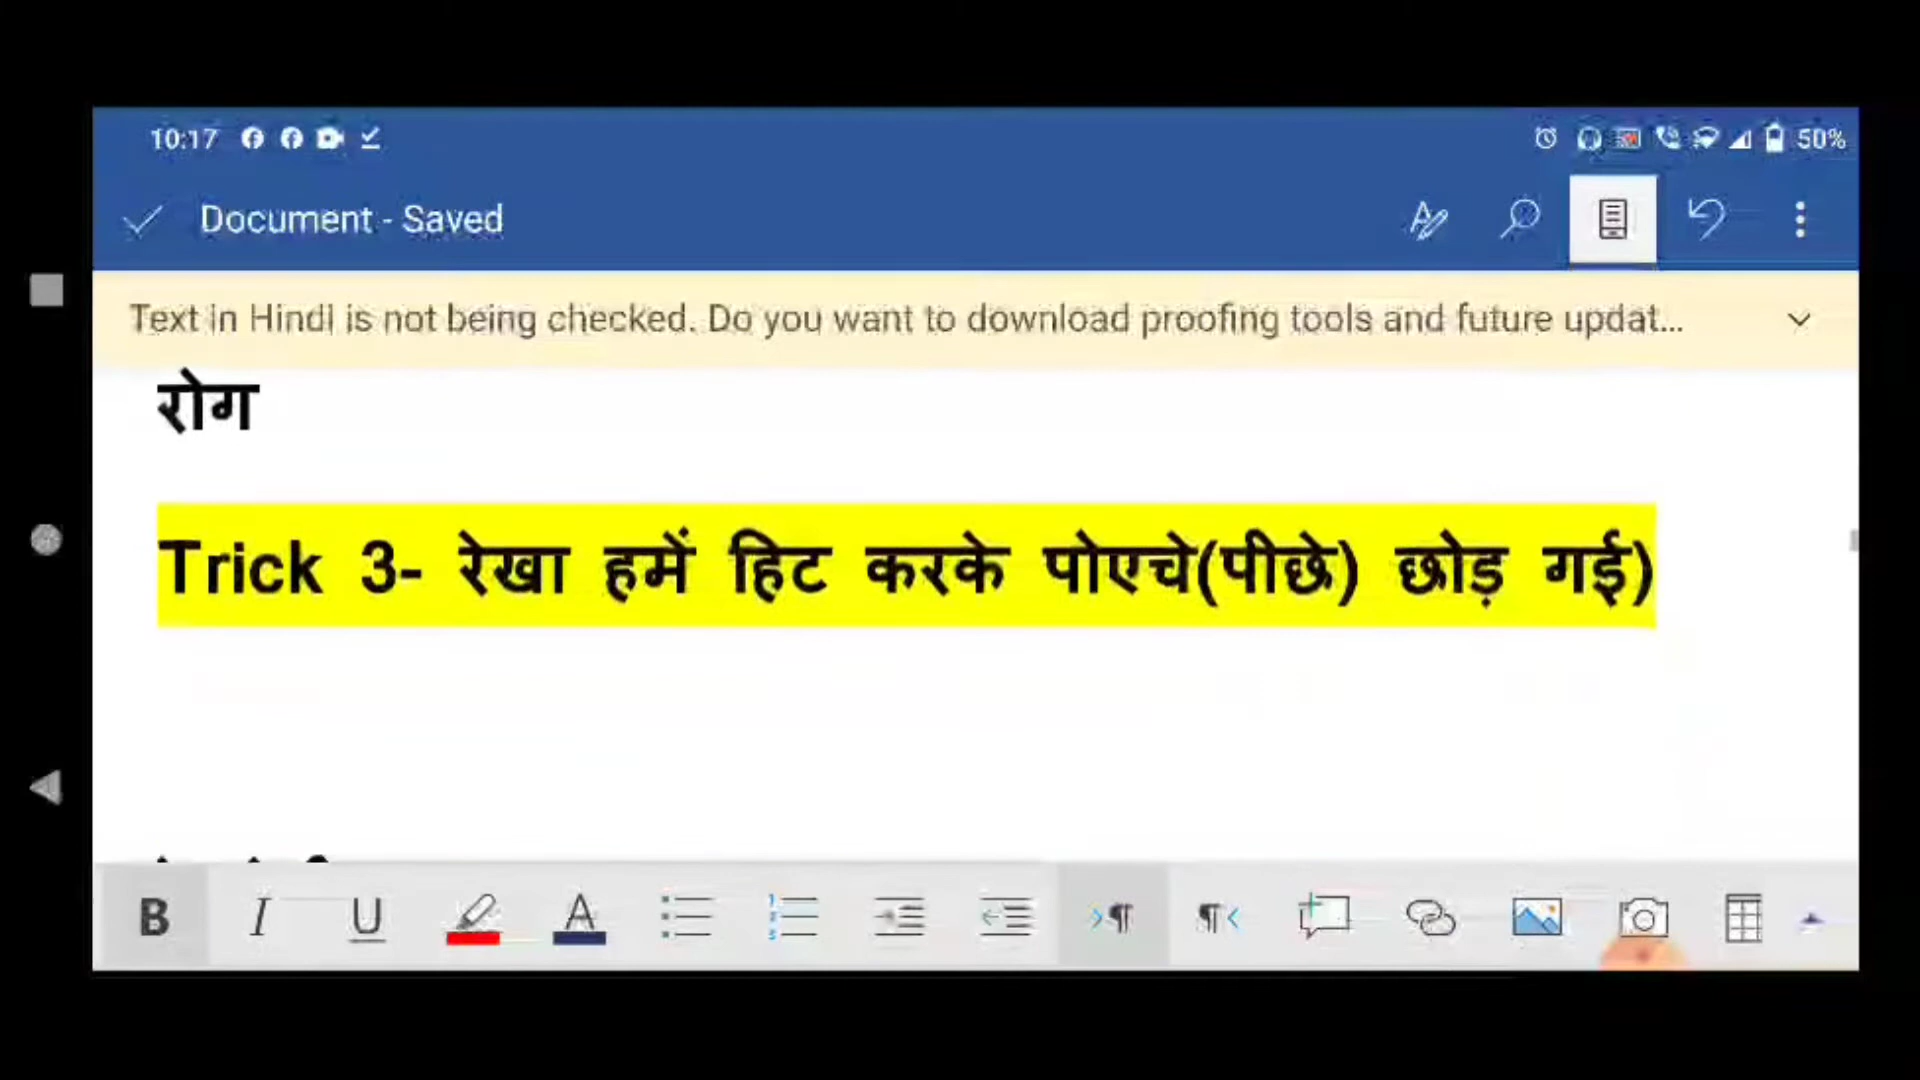 10:17 50%
Document - Saved
Text in Hindi is not being checked. Do you want to download proofing tools and future updat...
रोग
Trick 3- रेखा हमें हिट करके पोएचे(पीछे) छोड़ गई)
B I U A